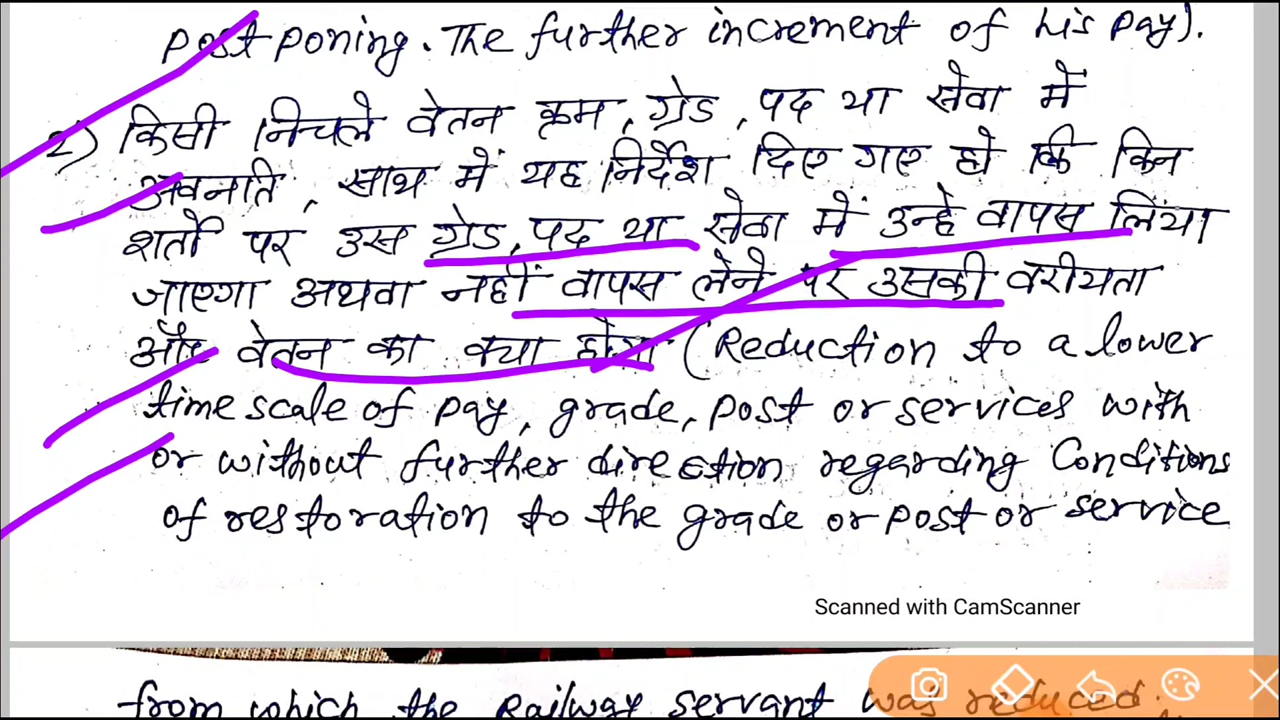 postponing. The further increment of his pay).
2) किसी निचले वेतन क्रम, ग्रेड, पद या सेवा में
अवनति, साथ में यह निर्देश दिए गए हो कि किन
शर्तों पर उस ग्रेड, पद या सेवा में उन्हे वापस लिया
जाएगा अथवा नहीं वापस लेने पर उसकी वरीयता
और वेतन का क्या होगा (Reduction to a lower
time scale of pay, grade, post or services with
or without further direction regarding Conditions
of restoration to the grade or post or service
Scanned with CamScanner
from which the Railway servant was reduced.